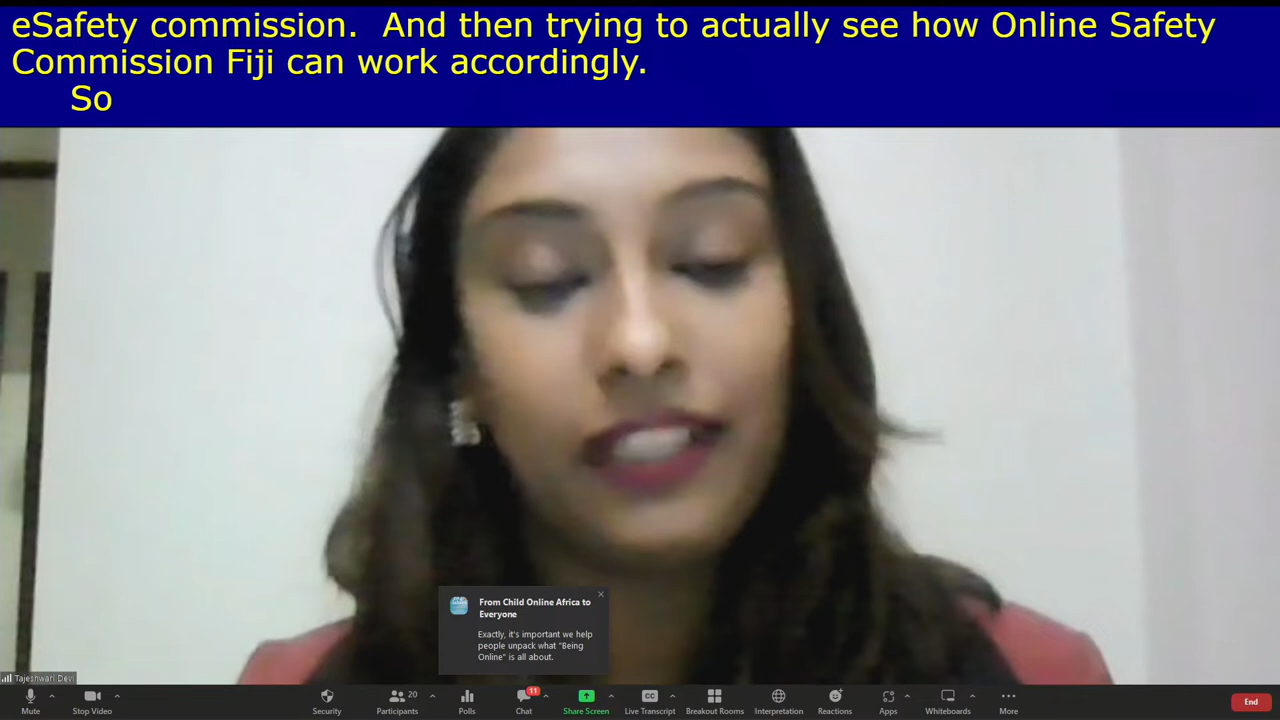 eSafety commission.  And then trying to actually see how Online Safety
Commission Fiji can work accordingly.
So
From Child Online Africa to
Everyone
Exactly, it's important we help
people unpack what "Being
Online" is all about.
Tajeshwari Devi
Mute
Stop Video
Security
20
Participants
Polls
11
Chat
Share Screen
CC
Live Transcript
Breakout Rooms
Interpretation
Reactions
Apps
Whiteboards
More
End